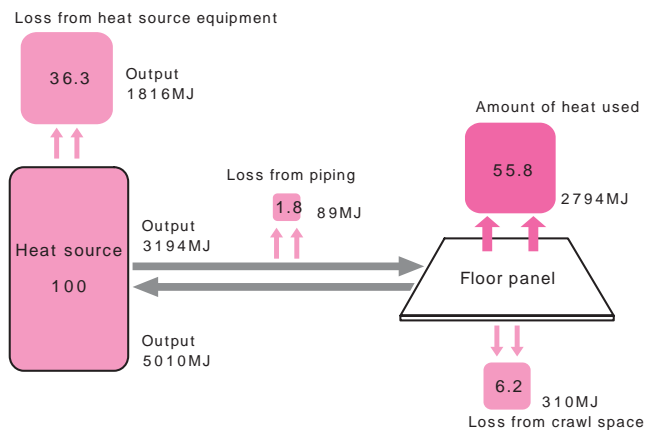 Loss from heat source equipment
36.3
Output
1816MJ
Amount of heat used
55.8
2794MJ
Loss from piping
1.8
89MJ
Heat source
100
Output
3194MJ
Floor panel
Output
5010MJ
6.2
310MJ
Loss from crawl space